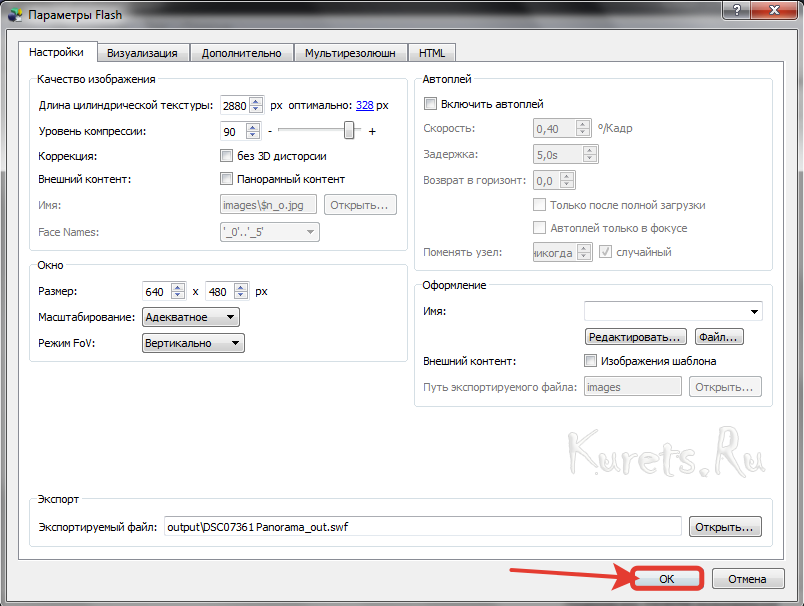 Параметры Flash
?
Настройки Визуализация Дополнительно Мультирезолюшн HTML
Качество изображения
Длина цилиндрической текстуры: 2880 px оптимально: 328 px
Уровень компрессии: 90 - +
Коррекция: без 3D дисторсии
Внешний контент: Панорамный контент
Имя: images\$n_o.jpg Открыть...
Face Names: '_0'..'_5'
Окно
Размер: 640 x 480 px
Масштабирование: Адекватное
Режим FoV: Вертикально
Автоплей
Включить автоплей
Скорость: 0,40 º/Кадр
Задержка: 5,0s
Возврат в горизонт: 0,0
Только после полной загрузки
Автоплей только в фокусе
Поменять узел: никогда случайный
Оформление
Имя:
Редактировать... Файл...
Внешний контент: Изображения шаблона
Путь экспортируемого файла: images Открыть...
Kurets.Ru
Экспорт
Экспортируемый файл: output\DSC07361 Panorama_out.swf Открыть...
OK Отмена